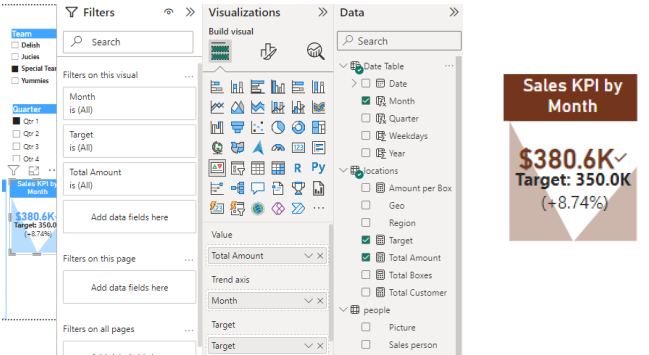 Team
Delish
Jucies
Special Tear
Yummies
Quarter
Qtr 1
Qtr 2
Qtr 3
Qtr 4
Sales KPI by
Month
$380.6K
Target: 350.0
(+8.74%)
Filters
Search
Filters on this visual
Month
is (All)
Target
is (All)
Total Amount
is (All)
Add data fields here
Filters on this page
Add data fields here
Filters on all pages
Visualizations
Build visual
123
R
Py
Value
Total Amount
Trend axis
Month
Target
Target
Data
Search
Date Table
Date
Month
Quarter
Weekdays
Year
locations
Amount per Box
Geo
Region
Target
Total Amount
Total Boxes
Total Customer
people
Picture
Sales person
Sales KPI by
Month
$380.6K
Target: 350.0K
(+8.74%)